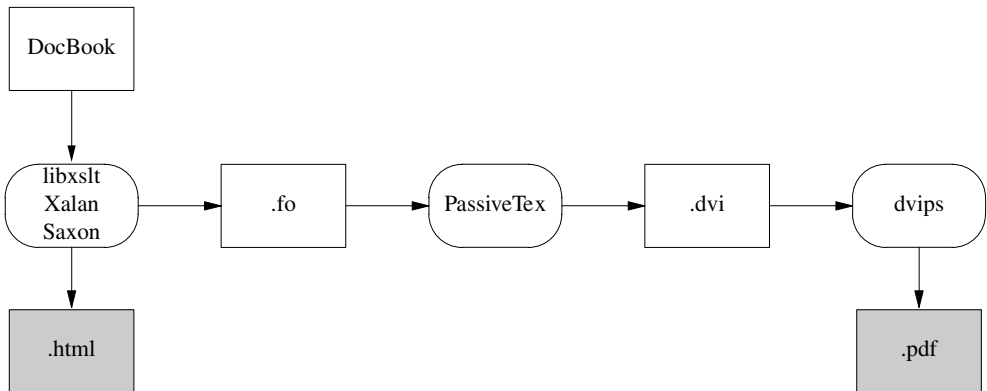 DocBook
libxslt
Xalan
Saxon
.fo
PassiveTex
.dvi
dvips
.html
.pdf